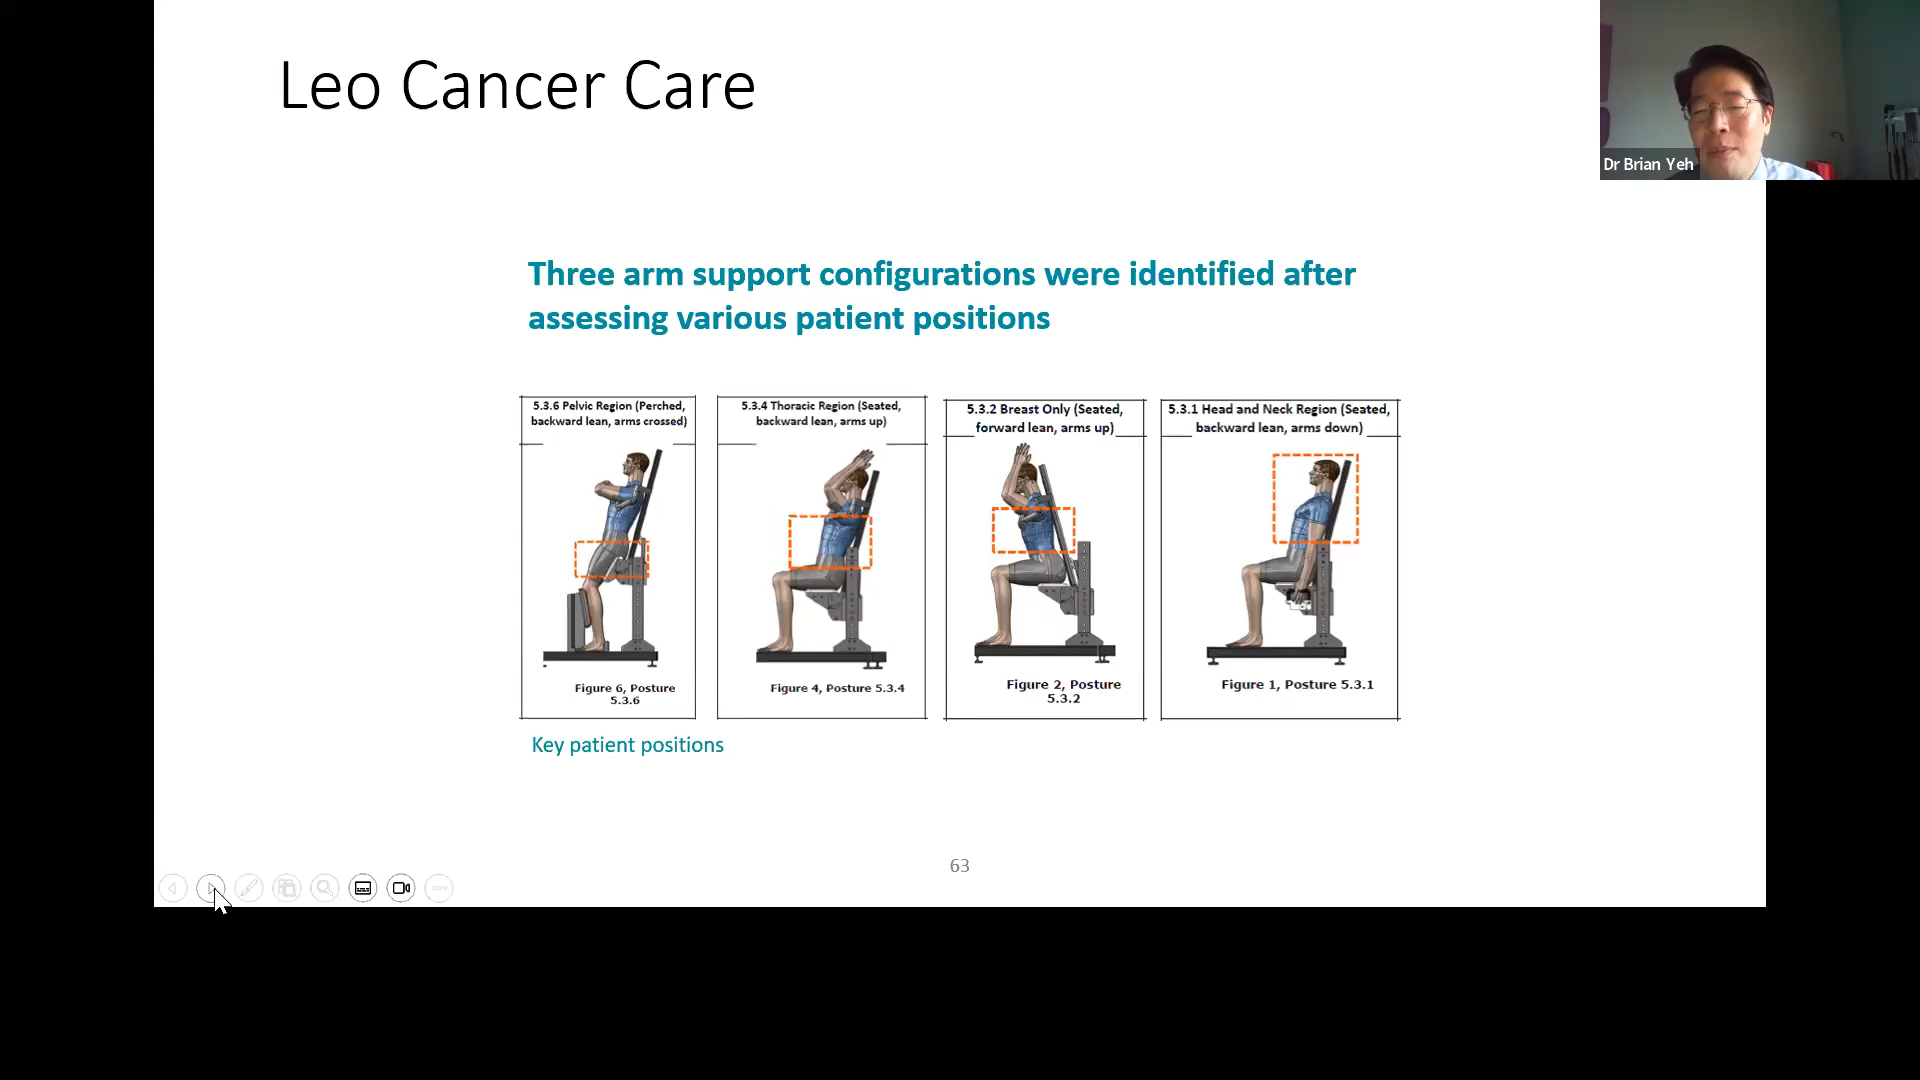 Leo Cancer Care
Dr Brian Yeh
Three arm support configurations were identified after
assessing various patient positions
5.3.6 Pelvic Region (Perched,
backward lean, arms crossed)
Figure 6, Posture
5.3.6
5.3.4 Thoracic Region (Seated,
backward lean, arms up)
Figure 4, Posture 5.3.4
5.3.2 Breast Only (Seated,
forward lean, arms up)
Figure 2, Posture
5.3.2
5.3.1 Head and Neck Region (Seated,
backward lean, arms down)
Figure 1, Posture 5.3.1
Key patient positions
63